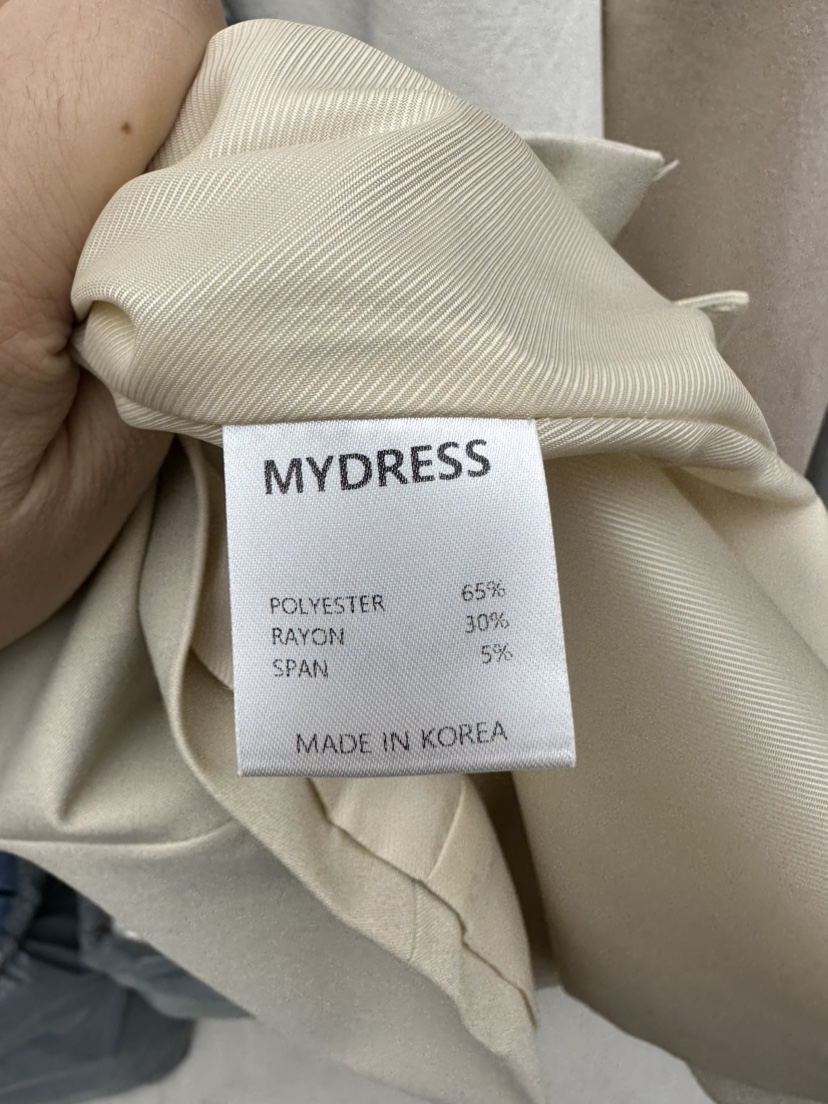 MYDRESS
POLYESTER 65%
RAYON 30%
SPAN 5%
MADE IN KOREA